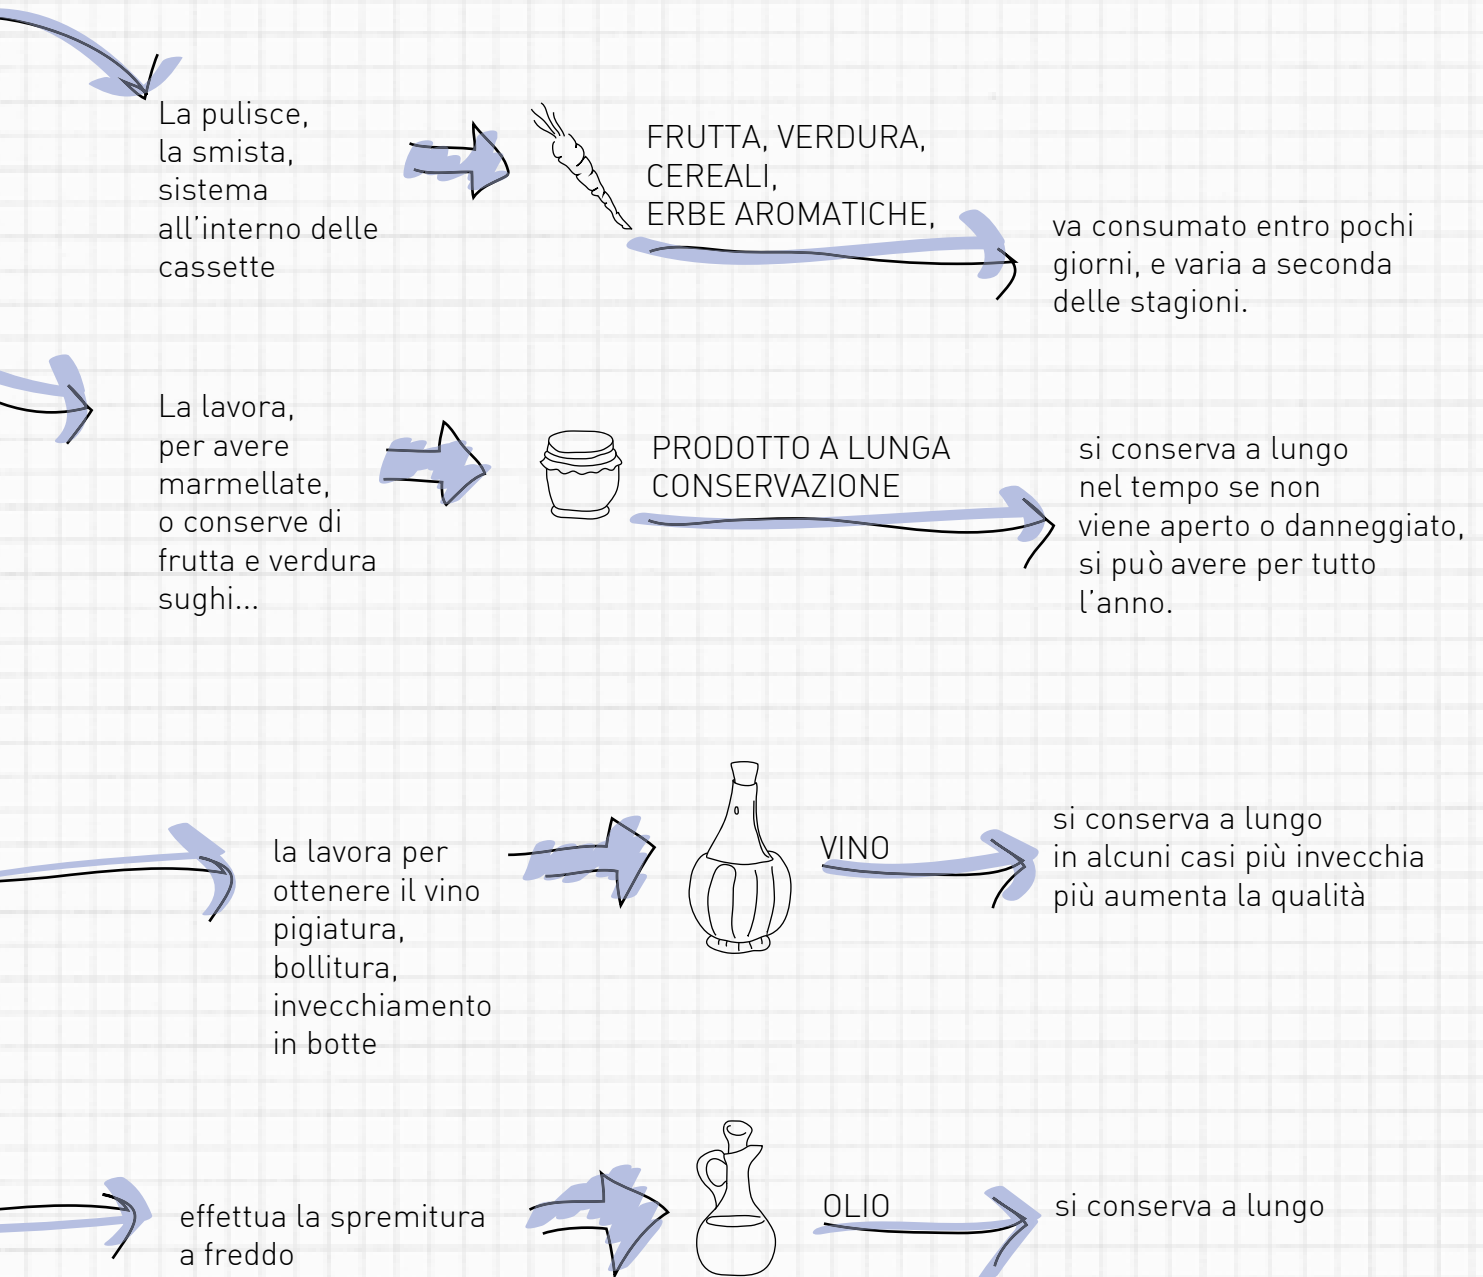 La pulisce,
la smista,
sistema
all'interno delle
cassette
FRUTTA, VERDURA,
CEREALI,
ERBE AROMATICHE,
va consumato entro pochi
giorni, e varia a seconda
delle stagioni.
La lavora,
per avere
marmellate,
o conserve di
frutta e verdura
sughi...
PRODOTTO A LUNGA
CONSERVAZIONE
si conserva a lungo
nel tempo se non
viene aperto o danneggiato,
si può avere per tutto
l'anno.
la lavora per
ottenere il vino
pigiatura,
bollitura,
invecchiamento
in botte
VINO
si conserva a lungo
in alcuni casi più invecchia
più aumenta la qualità
effettua la spremitura
a freddo
OLIO
si conserva a lungo